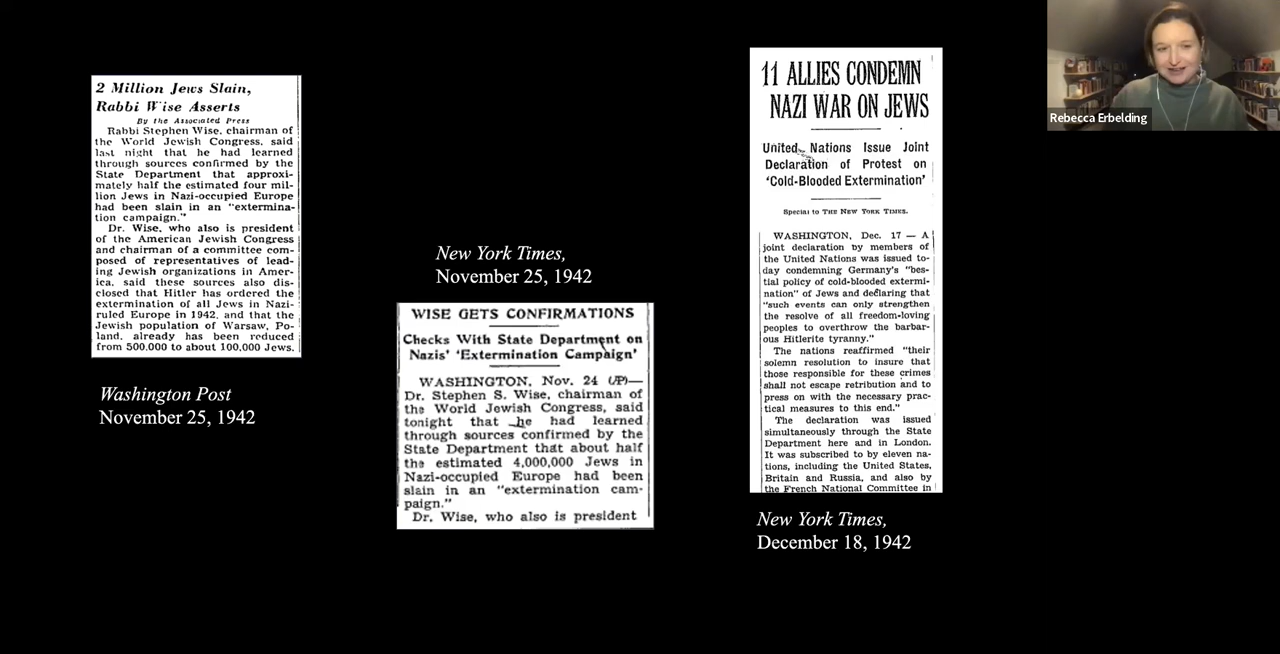 2 Million Jews Slain,
Rabbi Wise Asserts
By the Associated Press
Rabbi Stephen Wise, chairman of
the World Jewish Congress, said
last night that he had learned
through sources confirmed by the
State Department that approxi-
mately half the estimated four mil-
lion Jews in Nazi-occupied Europe
had been slain in an "extermina-
tion campaign."
Dr. Wise, who also is president
of the American Jewish Congress
and chairman of a committee com-
posed of representatives of lead-
ing Jewish organizations in Amer-
ica, said these sources also dis-
closed that Hitler has ordered the
extermination of all Jews in Nazi-
ruled Europe in 1942, and that the
Jewish population of Warsaw, Po-
land, already has been reduced
from 500,000 to about 100,000 Jews.
Washington Post
November 25, 1942
New York Times,
November 25, 1942
WISE GETS CONFIRMATIONS
Checks With State Department on
Nazis' 'Extermination Campaign'
WASHINGTON, Nov. 24 (UP)—
Dr. Stephen S. Wise, chairman of
the World Jewish Congress, said
tonight that he had learned
through sources confirmed by the
State Department that about half
the estimated 4,000,000 Jews in
Nazi-occupied Europe had been
slain in an "extermination cam-
paign."
Dr. Wise, who also is president
11 ALLIES CONDEMN
NAZI WAR ON JEWS
United Nations Issue Joint
Declaration of Protest on
'Cold-Blooded Extermination'
Special to THE NEW YORK TIMES.
WASHINGTON, Dec. 17 — A
joint declaration by members of
the United Nations was issued to-
day condemning Germany's "bes-
tial policy of cold-blooded extermi-
nation" of Jews and declaring that
"such events can only strengthen
the resolve of all freedom-loving
peoples to overthrow the barbar-
ous Hitlerite tyranny."
The nations reaffirmed "their
solemn resolution to insure that
those responsible for these crimes
shall not escape retribution and to
press on with the necessary prac-
tical measures to this end."
The declaration was issued
simultaneously through the State
Department here and in London.
It was subscribed to by eleven na-
tions, including the United States,
Britain and Russia, and also by
the French National Committee in
New York Times,
December 18, 1942
Rebecca Erbelding